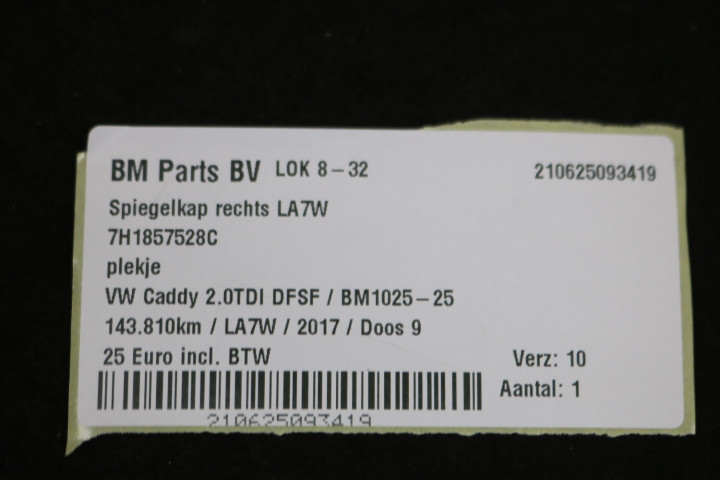 BM Parts BV LOK 8-32 210625093419
Spiegelkap rechts LA7W
7H1857528C
plekje
VW Caddy 2.0TDI DFSF / BM1025-25
143.810km / LA7W / 2017 / Doos 9
25 Euro incl. BTW Verz: 10
Aantal: 1
210625093419